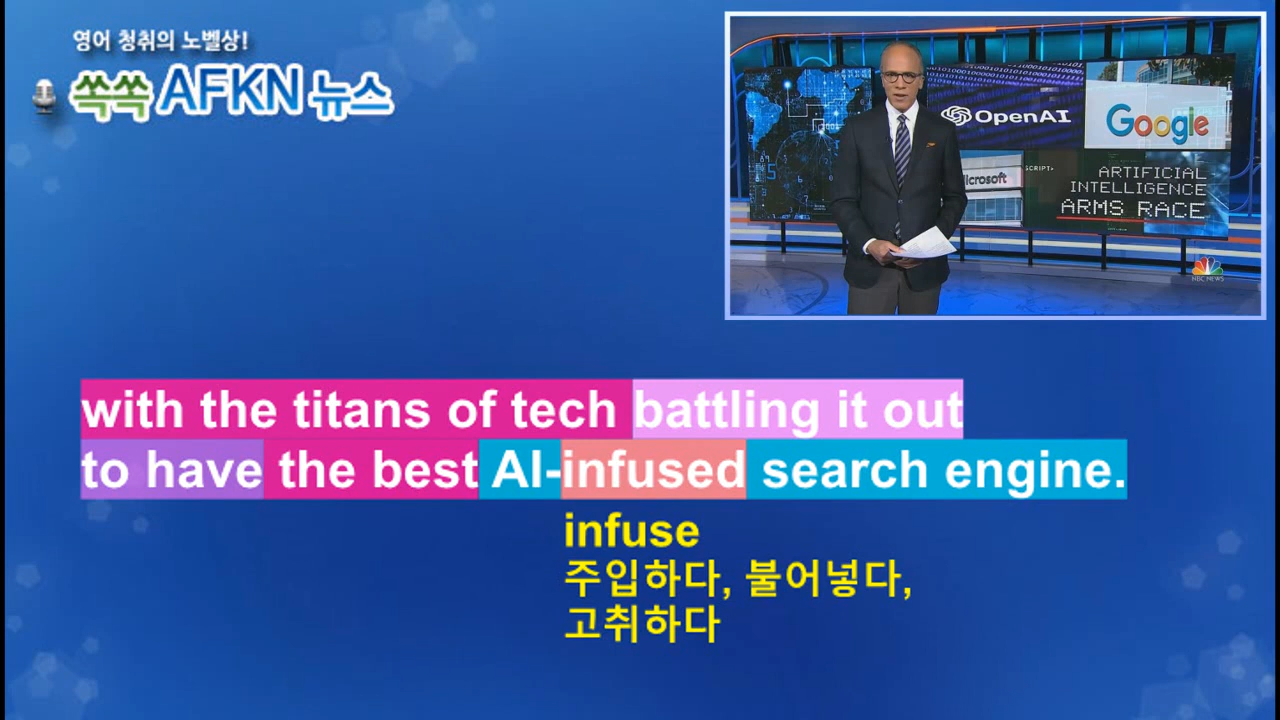 영어 청취의 노벨상!
쏙쏙 AFKN 뉴스
OpenAI
Google
icrosoft
SCRIPT>
ARTIFICIAL
INTELLIGENCE
ARMS RACE
NBC NEWS
with the titans of tech battling it out
to have the best AI-infused search engine.
infuse
주입하다, 불어넣다,
고취하다